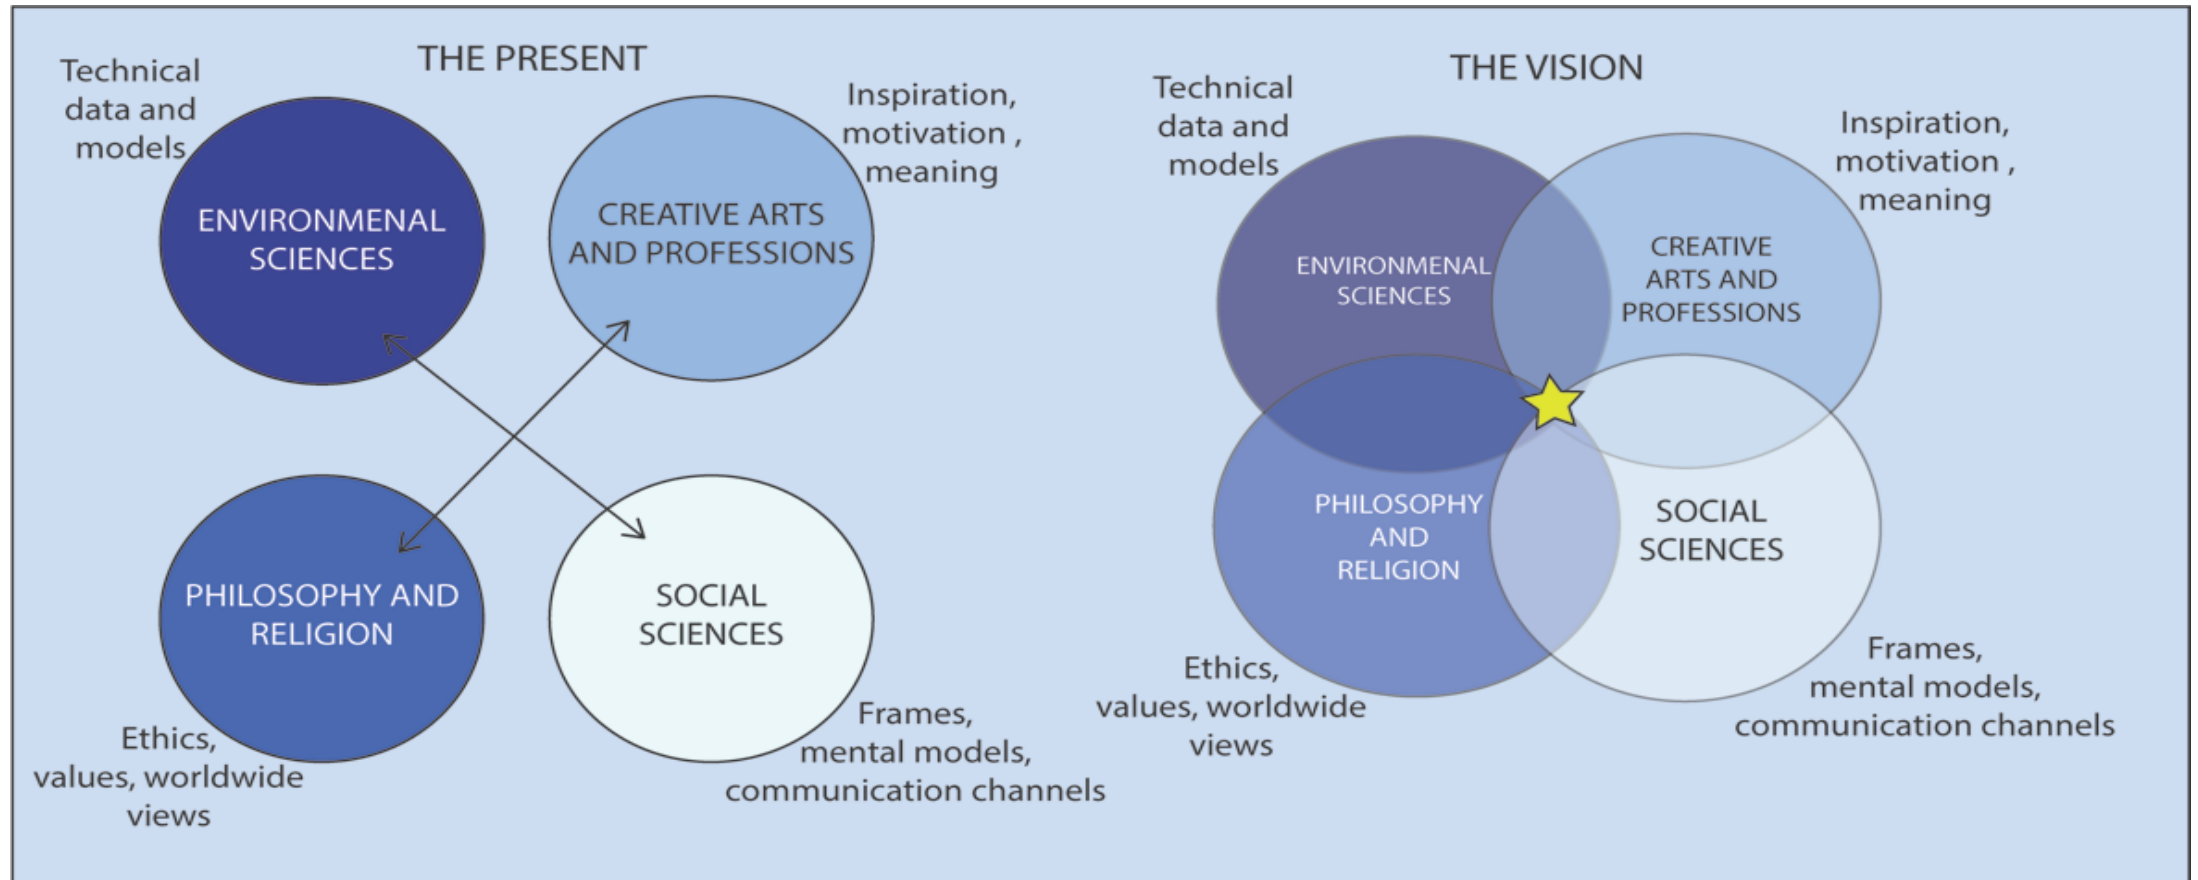 THE PRESENT
Technical
data and
models
ENVIRONMENAL
SCIENCES
CREATIVE ARTS
AND PROFESSIONS
Inspiration,
motivation ,
meaning
PHILOSOPHY AND
RELIGION
Ethics,
values, worldwide
views
SOCIAL
SCIENCES
Frames,
mental models,
communication channels
THE VISION
Technical
data and
models
ENVIRONMENAL
SCIENCES
CREATIVE
ARTS AND
PROFESSIONS
Inspiration,
motivation ,
meaning
PHILOSOPHY
AND
RELIGION
Ethics,
values, worldwide
views
SOCIAL
SCIENCES
Frames,
mental models,
communication channels